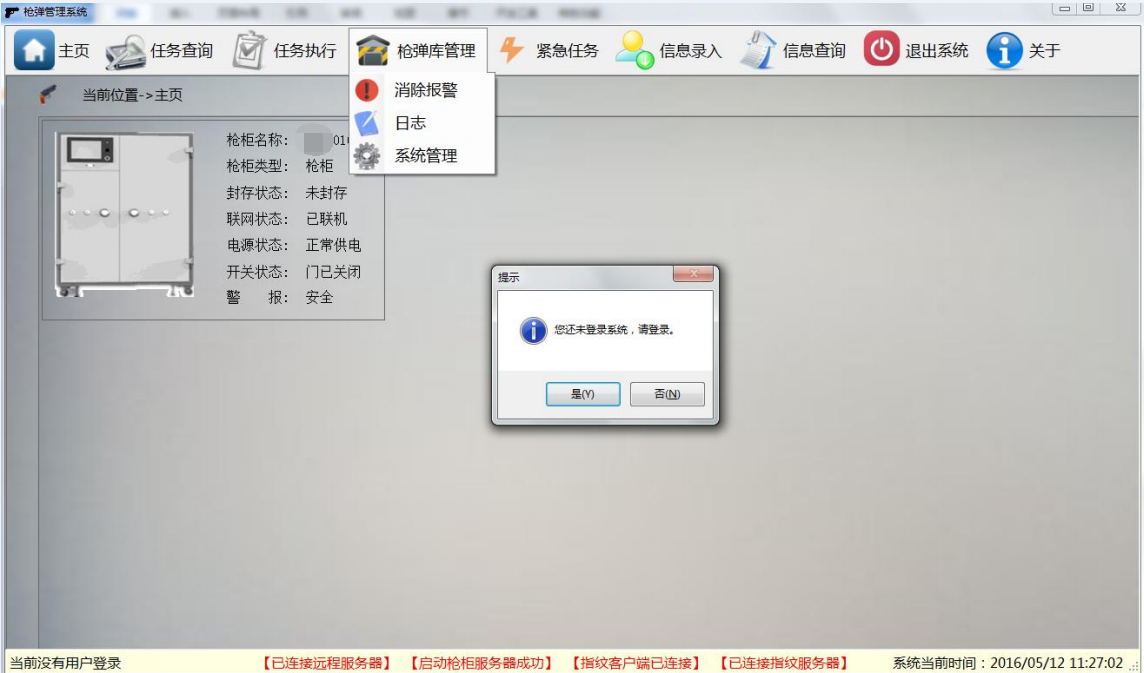 枪弹管理系统
主页 任务查询 任务执行 枪弹库管理 紧急任务 信息录入 信息查询 退出系统 关于
当前位置->主页
消除报警
日志
系统管理
枪柜名称: 01
枪柜类型: 枪柜
封存状态: 未封存
联网状态: 已联机
电源状态: 正常供电
开关状态: 门已关闭
警 报: 安全
提示
您还未登录系统，请登录。
是(Y) 否(N)
当前没有用户登录 【已连接远程服务器】 【启动枪柜服务器成功】 【指纹客户端已连接】 【已连接指纹服务器】 系统当前时间：2016/05/12 11:27:02